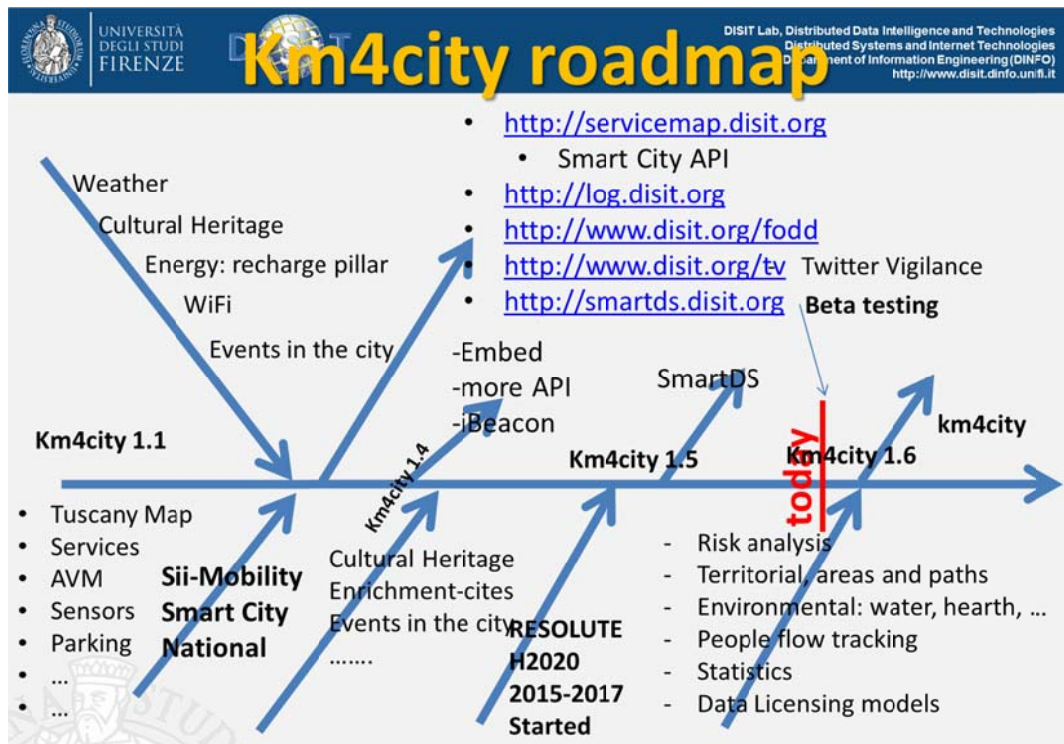 UNIVERSITÀ
DEGLI STUDI
FIRENZE
DISIT
Km4city roadmap
DISIT Lab, Distributed Data Intelligence and Technologies
Distributed Systems and Internet Technologies
Department of Information Engineering (DINFO)
http://www.disit.dinfo.unifi.it
• http://servicemap.disit.org
• Smart City API
• http://log.disit.org
• http://www.disit.org/fodd
• http://www.disit.org/tv - Twitter Vigilance
• http://smartds.disit.org Beta testing
Weather
Cultural Heritage
Energy: recharge pillar
WiFi
Events in the city
-Embed
-more API
-iBeacon
SmartDS
km4city
Km4city 1.1
Km4city 1.4
Km4city 1.5
today
Km4city 1.6
• Tuscany Map
• Services
• AVM
• Sensors
• Parking
• ...
• ...
Sii-Mobility
Smart City
National
Cultural Heritage
Enrichment-cites
Events in the city
.......
RESOLUTE
H2020
2015-2017
Started
- Risk analysis
- Territorial, areas and paths
- Environmental: water, hearth, ...
- People flow tracking
- Statistics
- Data Licensing models